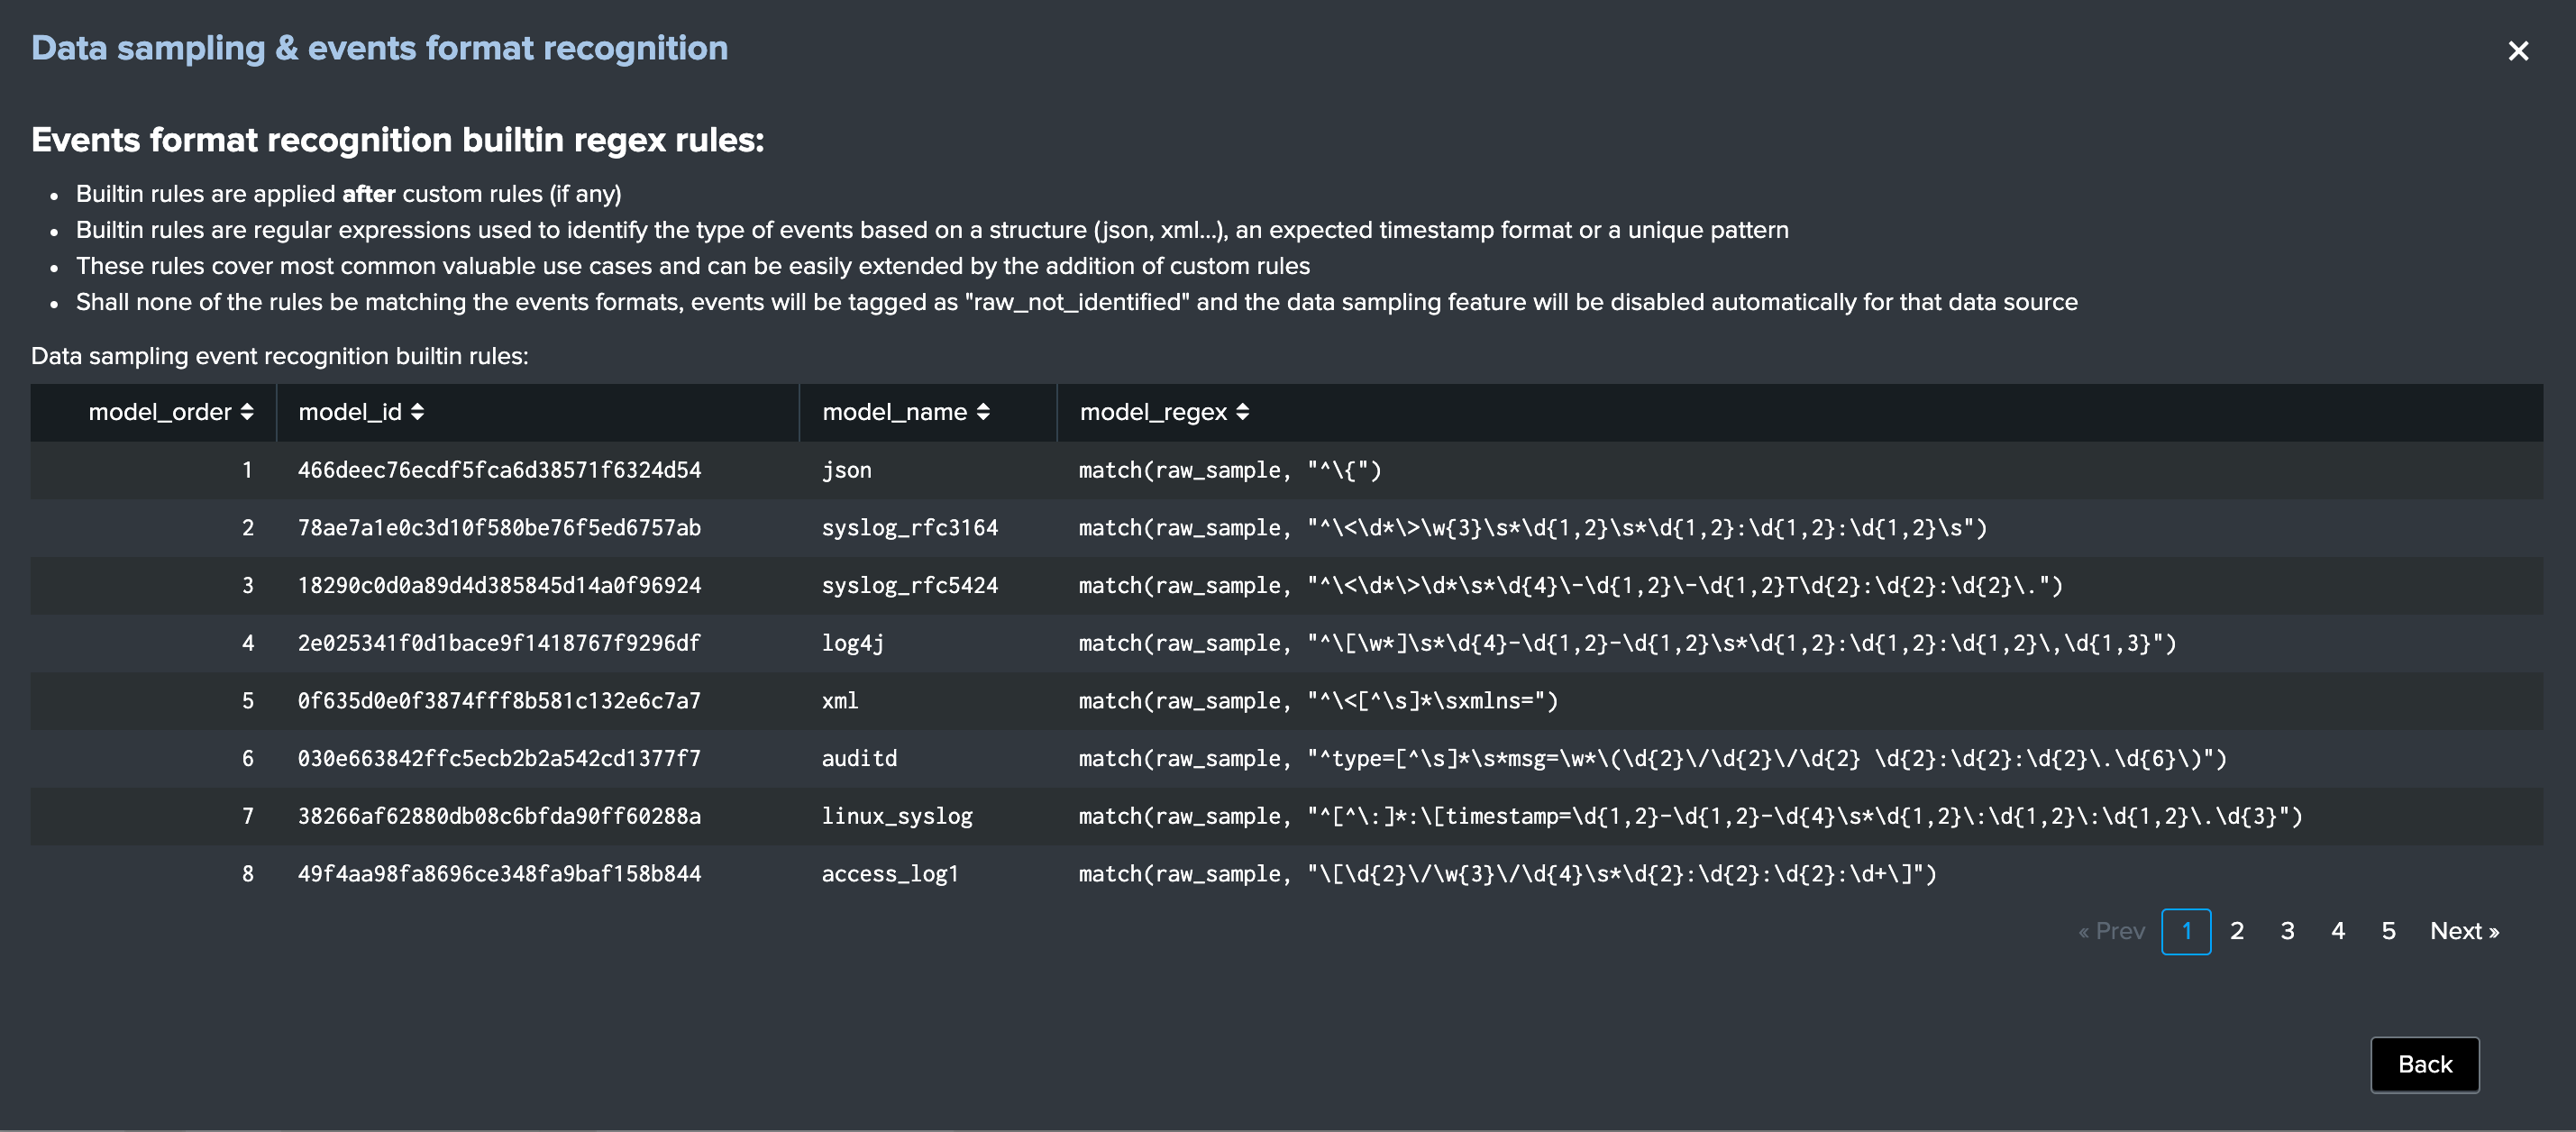 Data sampling & events format recognition
Events format recognition builtin regex rules:
Builtin rules are applied after custom rules (if any)
Builtin rules are regular expressions used to identify the type of events based on a structure (json, xml...), an expected timestamp format or a unique pattern
These rules cover most common valuable use cases and can be easily extended by the addition of custom rules
Shall none of the rules be matching the events formats, events will be tagged as "raw_not_identified" and the data sampling feature will be disabled automatically for that data source
Data sampling event recognition builtin rules:
model_order model_id model_name model_regex
1 466deec76ecdf5fca6d38571f6324d54 json match(raw_sample, "^\{")
2 78ae7a1e0c3d10f580be76f5ed6757ab syslog_rfc3164 match(raw_sample, "^\<\d*\>\w{3}\s*\d{1,2}\s*\d{1,2}:\d{1,2}:\d{1,2}\s")
3 18290c0d0a89d4d385845d14a0f96924 syslog_rfc5424 match(raw_sample, "^\<\d*\>\d*\s*\d{4}\-\d{1,2}\-\d{1,2}T\d{2}:\d{2}:\d{2}\.")
4 2e025341f0d1bace9f1418767f9296df log4j match(raw_sample, "^\[\w*]\s*\d{4}-\d{1,2}-\d{1,2}\s*\d{1,2}:\d{1,2}:\d{1,2}\,\d{1,3}")
5 0f635d0e0f3874fff8b581c132e6c7a7 xml match(raw_sample, "^\<[^\s]*\sxmlns=")
6 030e663842ffc5ecb2b2a542cd1377f7 auditd match(raw_sample, "^type=[^\s]*\s*msg=\w*\(\d{2}\/\d{2}\/\d{2} \d{2}:\d{2}:\d{2}\.\d{6}\)")
7 38266af62880db08c6bfda90ff60288a linux_syslog match(raw_sample, "^[^\:]*:\[timestamp=\d{1,2}-\d{1,2}-\d{4}\s*\d{1,2}\:\d{1,2}\:\d{1,2}\.\d{3}")
8 49f4aa98fa8696ce348fa9baf158b844 access_log1 match(raw_sample, "\[\d{2}\/\w{3}\/\d{4}\s*\d{2}:\d{2}:\d{2}:\d+\]")
« Prev 1 2 3 4 5 Next »
Back